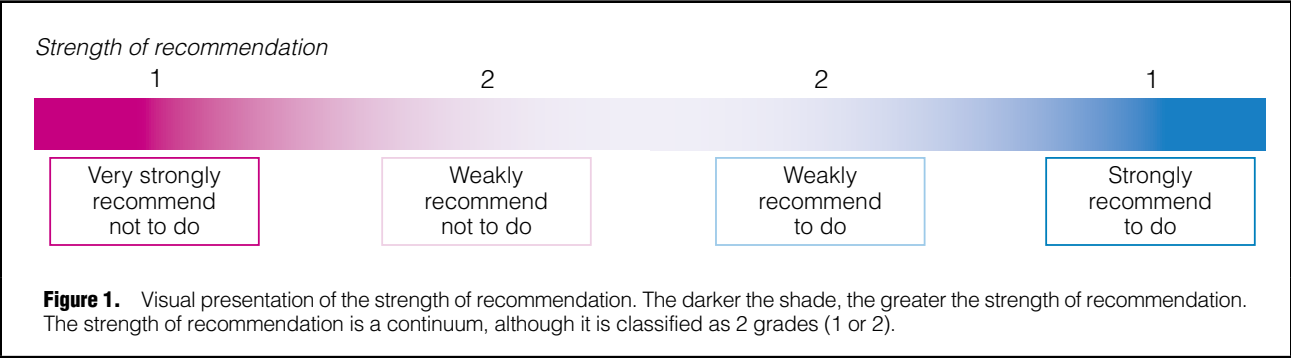 Strength of recommendation
1 2 2 1
Very strongly
recommend
not to do
Weakly
recommend
not to do
Weakly
recommend
to do
Strongly
recommend
to do
Figure 1. Visual presentation of the strength of recommendation. The darker the shade, the greater the strength of recommendation.
The strength of recommendation is a continuum, although it is classified as 2 grades (1 or 2).